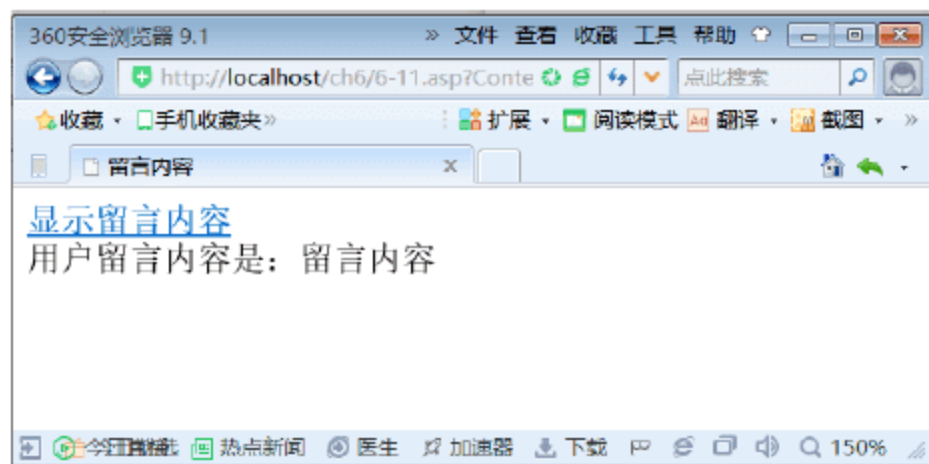 360安全浏览器 9.1 » 文件 查看 收藏 工具 帮助
http://localhost/ch6/6-11.asp?Conte 点此搜索
收藏 手机收藏夹» 扩展 阅读模式 Aa 翻译 截图 »
留言内容 x
显示留言内容
用户留言内容是：留言内容
热点新闻 医生 加速器 下载 150%